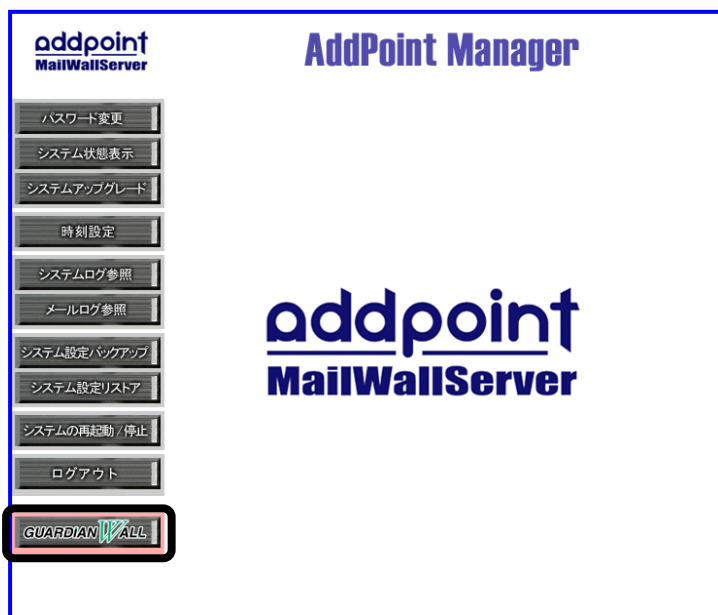 addpoint
MailWallServer
AddPoint Manager
パスワード変更
システム状態表示
システムアップグレード
時刻設定
システムログ参照
メールログ参照
システム設定バックアップ
システム設定リストア
システムの再起動/停止
ログアウト
GUARDIAN WALL
addpoint
MailWallServer